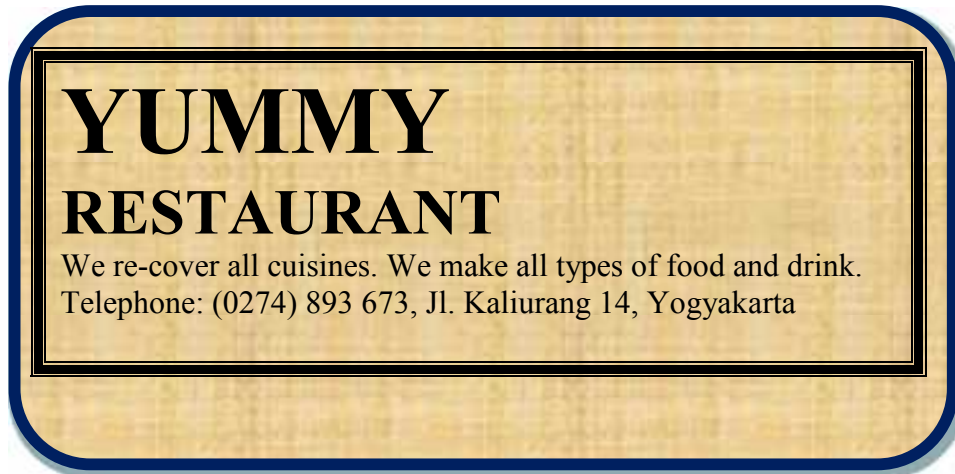 YUMMY
RESTAURANT
We re-cover all cuisines. We make all types of food and drink.
Telephone: (0274) 893 673, Jl. Kaliurang 14, Yogyakarta